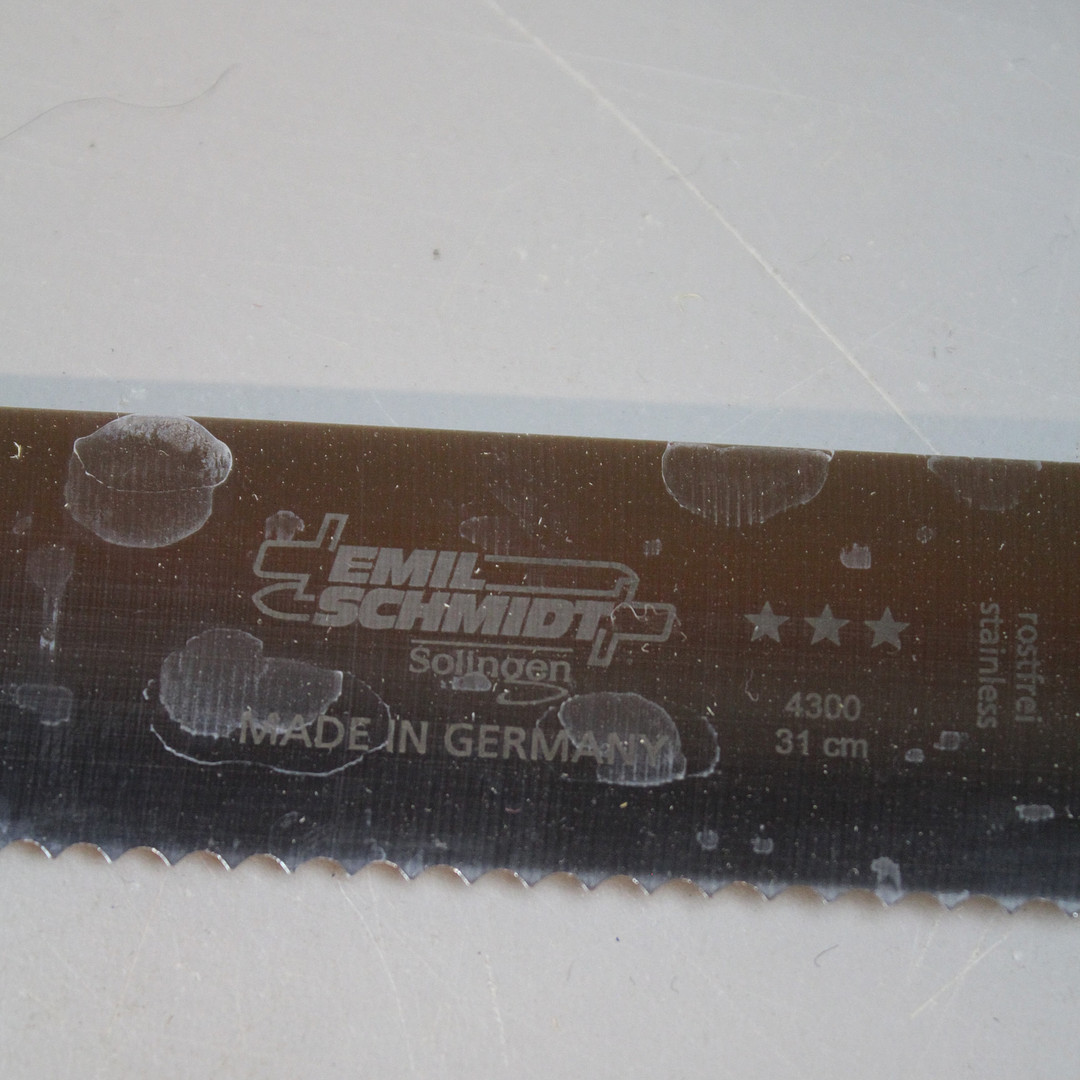 EMIL
SCHMIDT
Solingen
MADE IN GERMANY
4300
31 cm
rostfrei
stainless